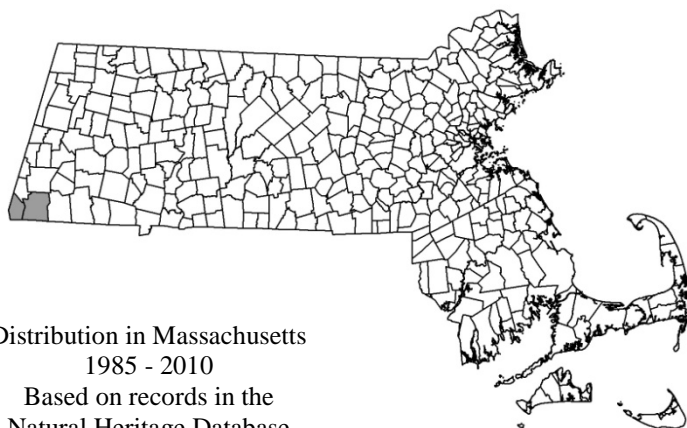 Distribution in Massachusetts
1985 - 2010
Based on records in the
Natural Heritage Database